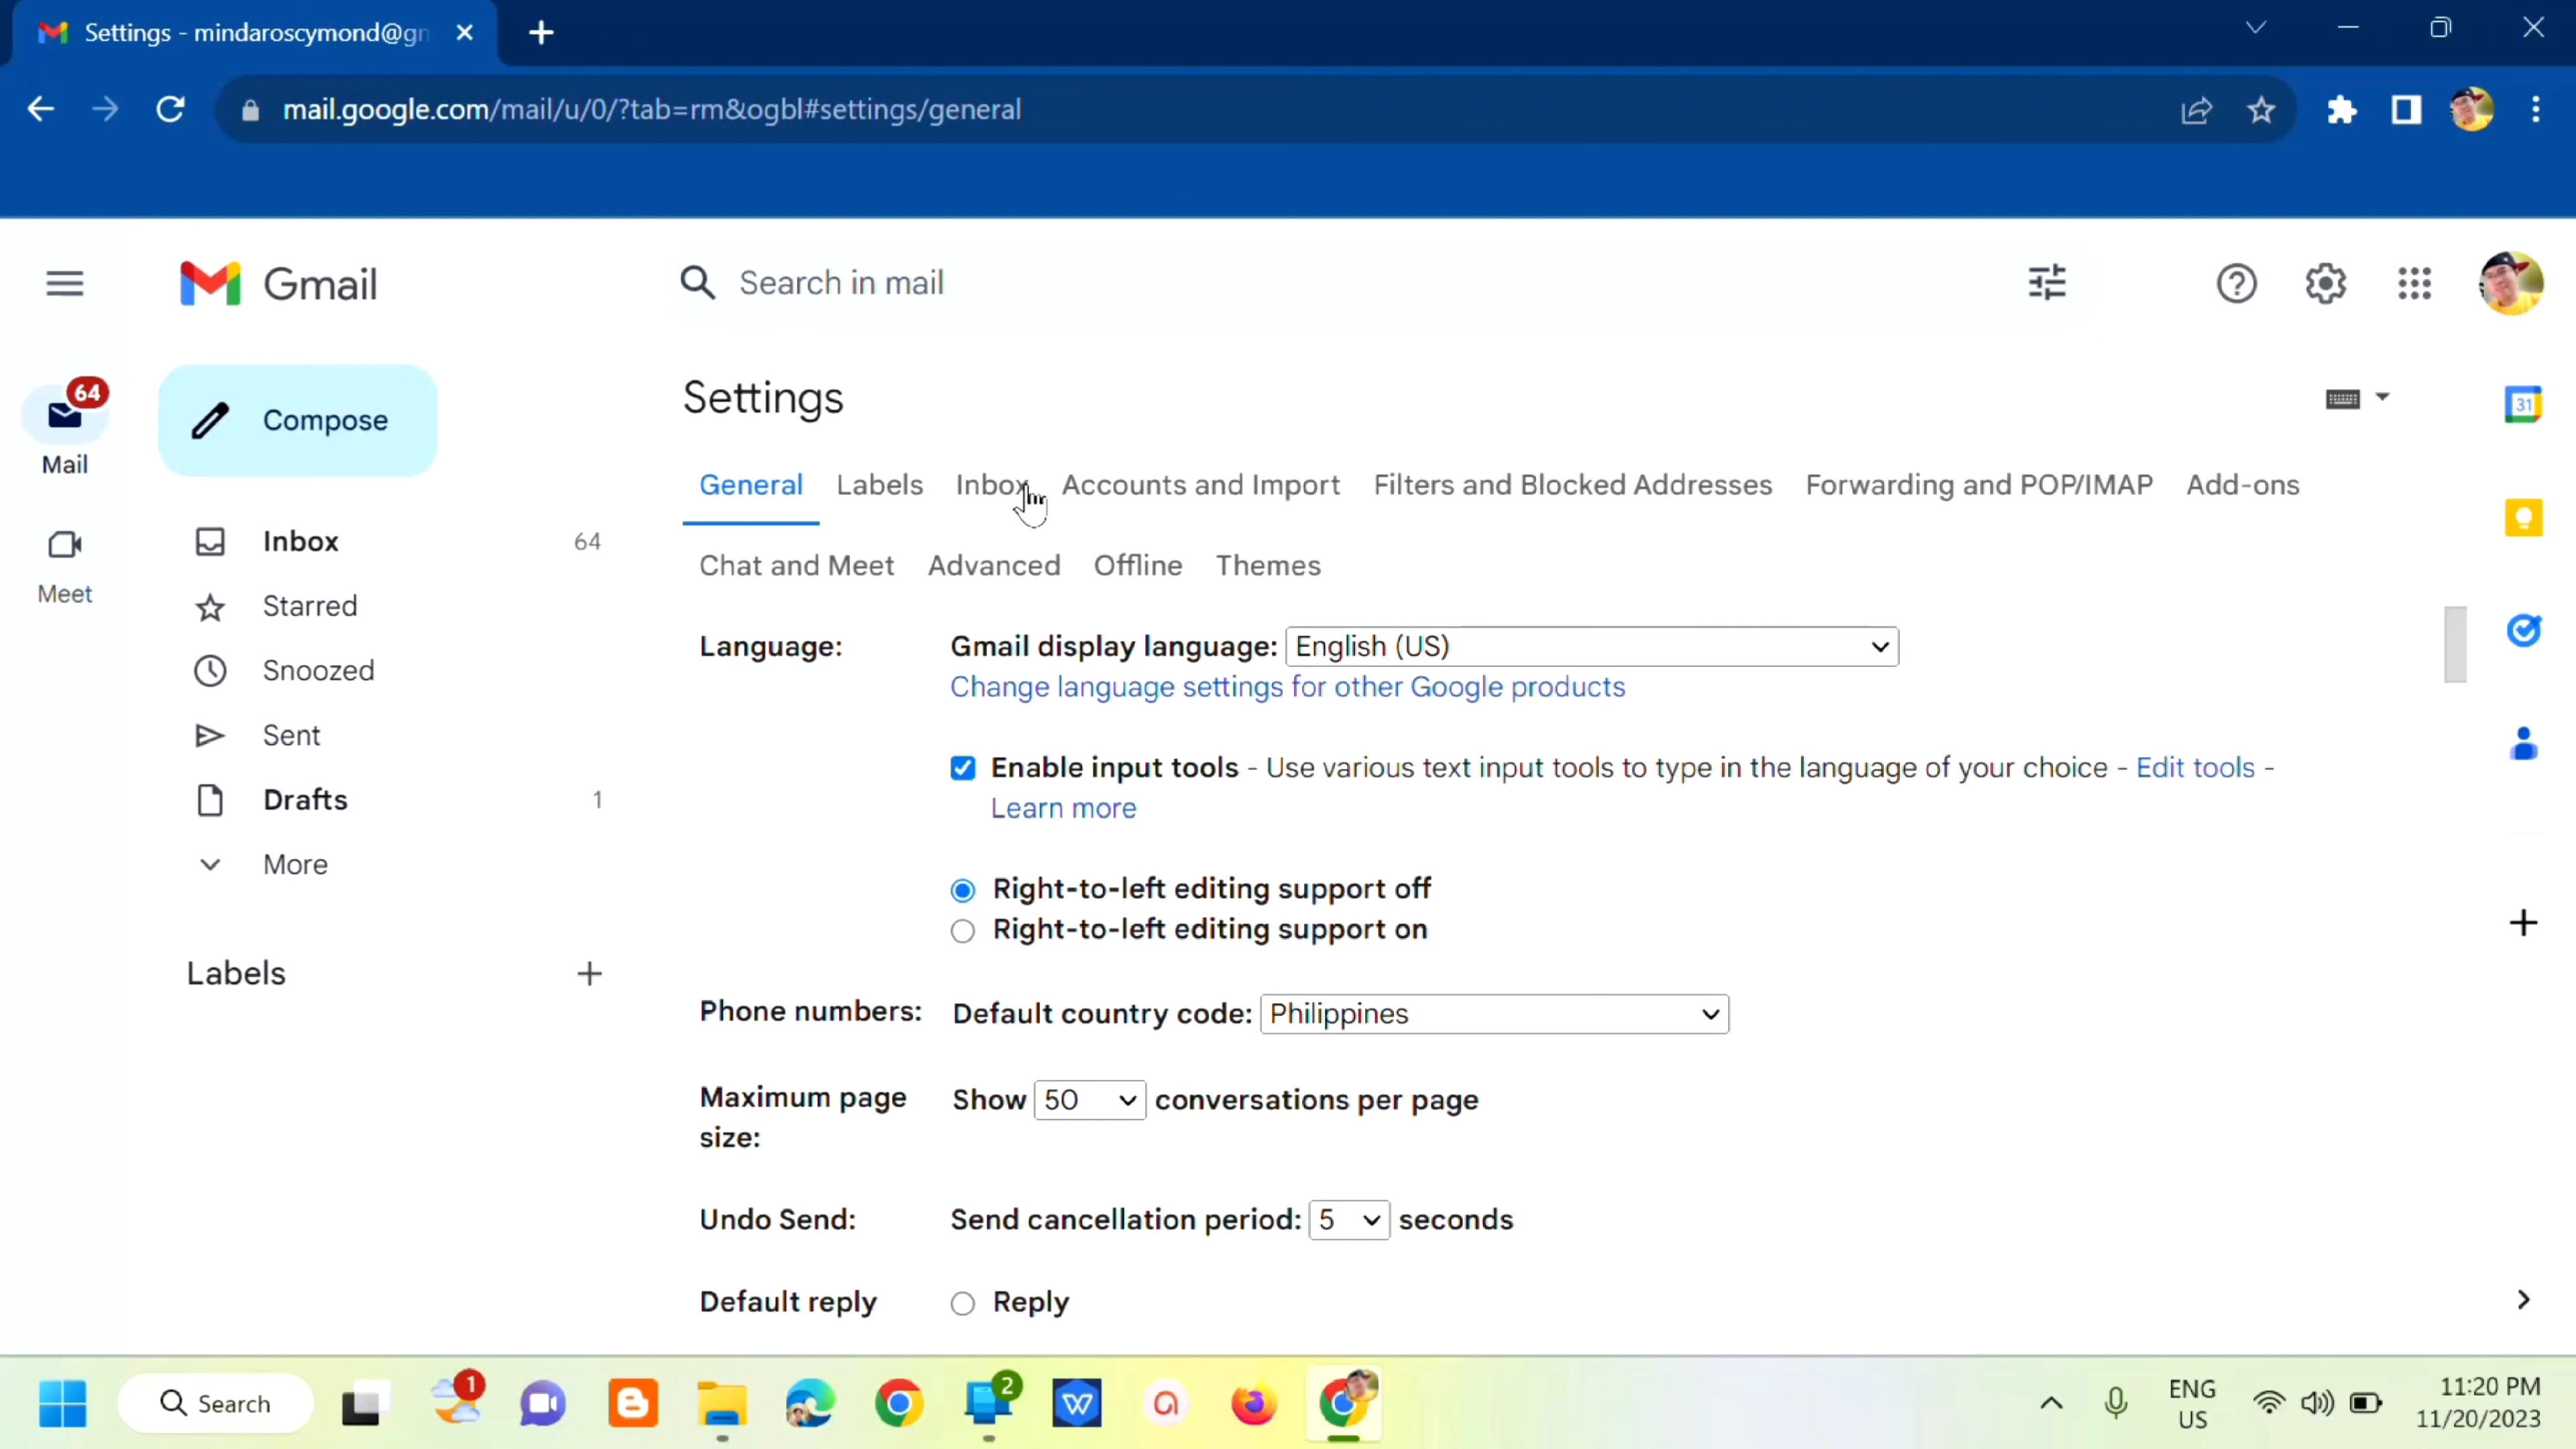 Settings - mindaroscymond@gm
mail.google.com/mail/u/0/?tab=rm&ogbl#settings/general
Gmail
Search in mail
64
Mail
Meet
Compose
Inbox 64
Starred
Snoozed
Sent
Drafts 1
More
Labels
Settings
General Labels Inbox Accounts and Import Filters and Blocked Addresses Forwarding and POP/IMAP Add-ons
Chat and Meet Advanced Offline Themes
Language: Gmail display language: English (US)
Change language settings for other Google products
Enable input tools - Use various text input tools to type in the language of your choice - Edit tools -
Learn more
Right-to-left editing support off
Right-to-left editing support on
Phone numbers: Default country code: Philippines
Maximum page Show 50 conversations per page
size:
Undo Send: Send cancellation period: 5 seconds
Default reply Reply
31
Search
1
2
ENG
US
11:20 PM
11/20/2023